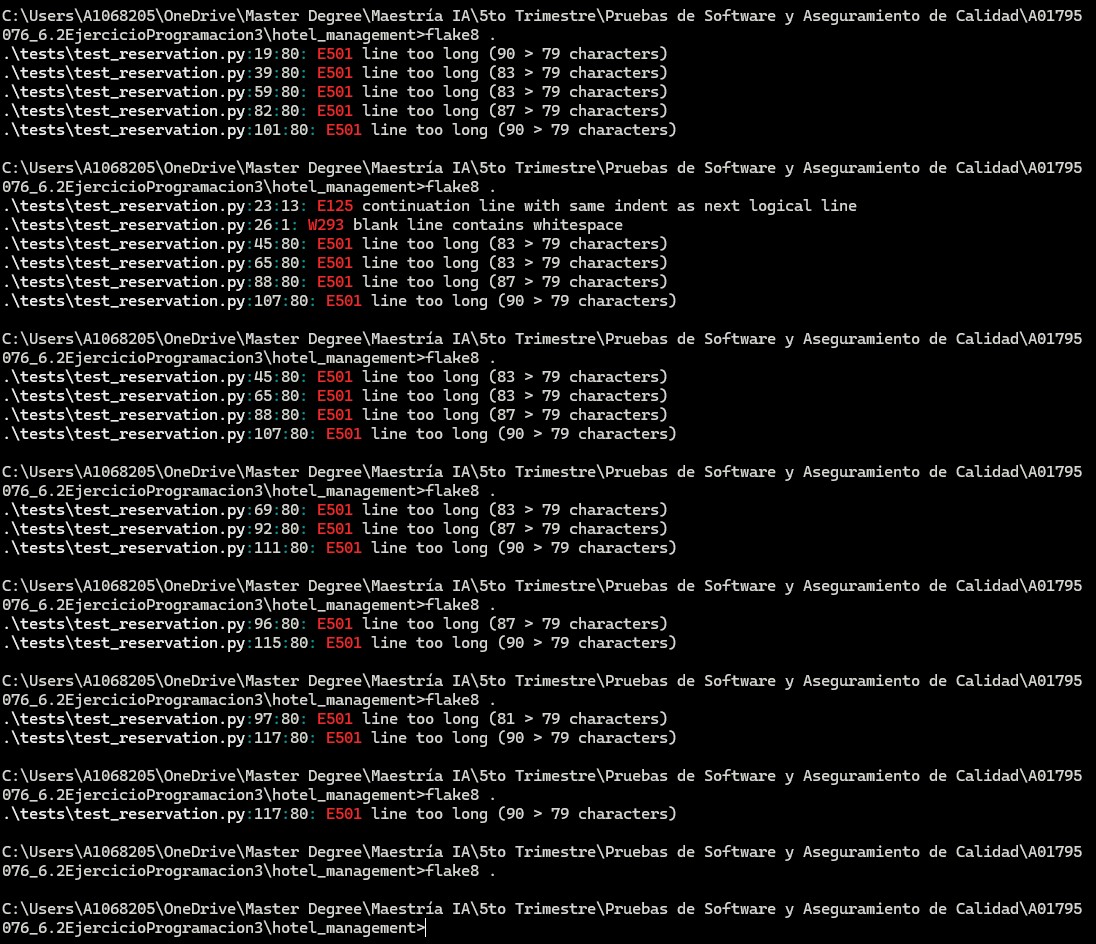 C:\Users\A1068205\OneDrive\Master Degree\Maestría IA\5to Trimestre\Pruebas de Software y Aseguramiento de Calidad\A01795
076_6.2EjercicioProgramacion3\hotel_management>flake8 .
.\tests\test_reservation.py:19:80: E501 line too long (90 > 79 characters)
.\tests\test_reservation.py:39:80: E501 line too long (83 > 79 characters)
.\tests\test_reservation.py:59:80: E501 line too long (83 > 79 characters)
.\tests\test_reservation.py:82:80: E501 line too long (87 > 79 characters)
.\tests\test_reservation.py:101:80: E501 line too long (90 > 79 characters)
C:\Users\A1068205\OneDrive\Master Degree\Maestría IA\5to Trimestre\Pruebas de Software y Aseguramiento de Calidad\A01795
076_6.2EjercicioProgramacion3\hotel_management>flake8 .
.\tests\test_reservation.py:23:13: E125 continuation line with same indent as next logical line
.\tests\test_reservation.py:26:1: W293 blank line contains whitespace
.\tests\test_reservation.py:45:80: E501 line too long (83 > 79 characters)
.\tests\test_reservation.py:65:80: E501 line too long (83 > 79 characters)
.\tests\test_reservation.py:88:80: E501 line too long (87 > 79 characters)
.\tests\test_reservation.py:107:80: E501 line too long (90 > 79 characters)
C:\Users\A1068205\OneDrive\Master Degree\Maestría IA\5to Trimestre\Pruebas de Software y Aseguramiento de Calidad\A01795
076_6.2EjercicioProgramacion3\hotel_management>flake8 .
.\tests\test_reservation.py:45:80: E501 line too long (83 > 79 characters)
.\tests\test_reservation.py:65:80: E501 line too long (83 > 79 characters)
.\tests\test_reservation.py:88:80: E501 line too long (87 > 79 characters)
.\tests\test_reservation.py:107:80: E501 line too long (90 > 79 characters)
C:\Users\A1068205\OneDrive\Master Degree\Maestría IA\5to Trimestre\Pruebas de Software y Aseguramiento de Calidad\A01795
076_6.2EjercicioProgramacion3\hotel_management>flake8 .
.\tests\test_reservation.py:69:80: E501 line too long (83 > 79 characters)
.\tests\test_reservation.py:92:80: E501 line too long (87 > 79 characters)
.\tests\test_reservation.py:111:80: E501 line too long (90 > 79 characters)
C:\Users\A1068205\OneDrive\Master Degree\Maestría IA\5to Trimestre\Pruebas de Software y Aseguramiento de Calidad\A01795
076_6.2EjercicioProgramacion3\hotel_management>flake8 .
.\tests\test_reservation.py:96:80: E501 line too long (87 > 79 characters)
.\tests\test_reservation.py:115:80: E501 line too long (90 > 79 characters)
C:\Users\A1068205\OneDrive\Master Degree\Maestría IA\5to Trimestre\Pruebas de Software y Aseguramiento de Calidad\A01795
076_6.2EjercicioProgramacion3\hotel_management>flake8 .
.\tests\test_reservation.py:97:80: E501 line too long (81 > 79 characters)
.\tests\test_reservation.py:117:80: E501 line too long (90 > 79 characters)
C:\Users\A1068205\OneDrive\Master Degree\Maestría IA\5to Trimestre\Pruebas de Software y Aseguramiento de Calidad\A01795
076_6.2EjercicioProgramacion3\hotel_management>flake8 .
.\tests\test_reservation.py:117:80: E501 line too long (90 > 79 characters)
C:\Users\A1068205\OneDrive\Master Degree\Maestría IA\5to Trimestre\Pruebas de Software y Aseguramiento de Calidad\A01795
076_6.2EjercicioProgramacion3\hotel_management>flake8 .
C:\Users\A1068205\OneDrive\Master Degree\Maestría IA\5to Trimestre\Pruebas de Software y Aseguramiento de Calidad\A01795
076_6.2EjercicioProgramacion3\hotel_management>